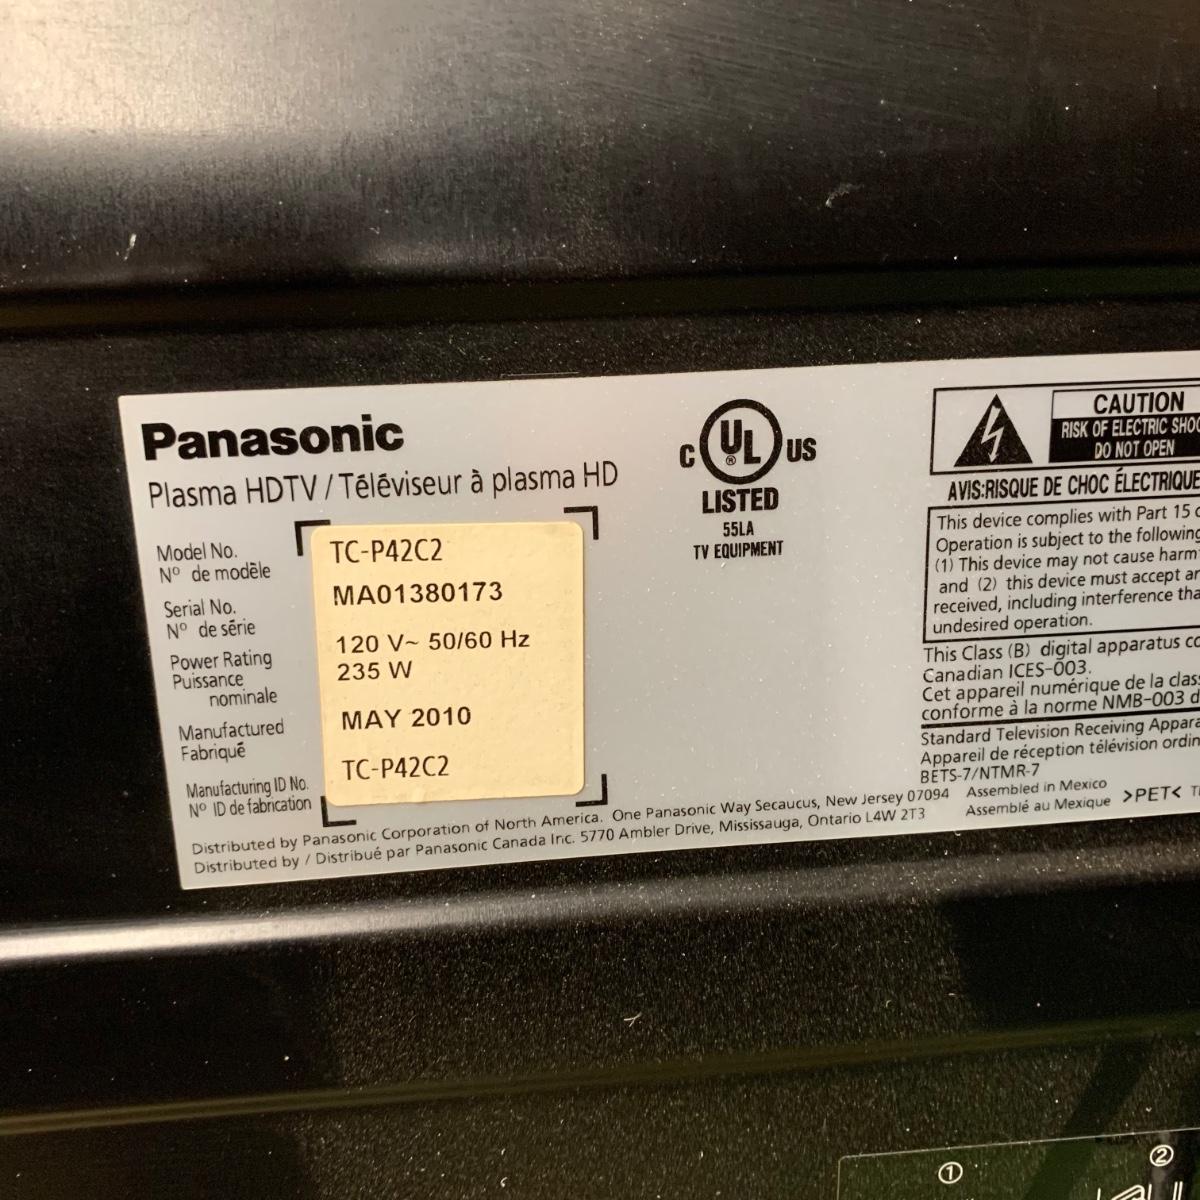 Panasonic
Plasma HDTV / Téléviseur à plasma HD
Model No.
Nº de modèle
TC-P42C2
Serial No.
Nº de série
MA01380173
Power Rating
Puissance
nominale
120 V~ 50/60 Hz
235 W
Manufactured
Fabriqué
MAY 2010
Manufacturing ID No.
Nº ID de fabrication
TC-P42C2
Distributed by Panasonic Corporation of North America. One Panasonic Way Secaucus, New Jersey 07094
Distributed by / Distribué par Panasonic Canada Inc. 5770 Ambler Drive, Mississauga, Ontario L4W 2T3
C UL ® US
LISTED
55LA
TV EQUIPMENT
CAUTION
RISK OF ELECTRIC SHOC
DO NOT OPEN
AVIS:RISQUE DE CHOC ÉLECTRIQUE
This device complies with Part 15
Operation is subject to the following
(1) This device may not cause harm
and (2) this device must accept
received, including interference
undesired operation.
This Class (B) digital apparatus
Canadian ICES-003.
Cet appareil numérique de la
conforme à la norme NMB-003
Standard Television Receiving
Appareil de réception télévision
BETS-7/NTMR-7
Assembled in Mexico
Assemblé au Mexique
>PET<
①
②